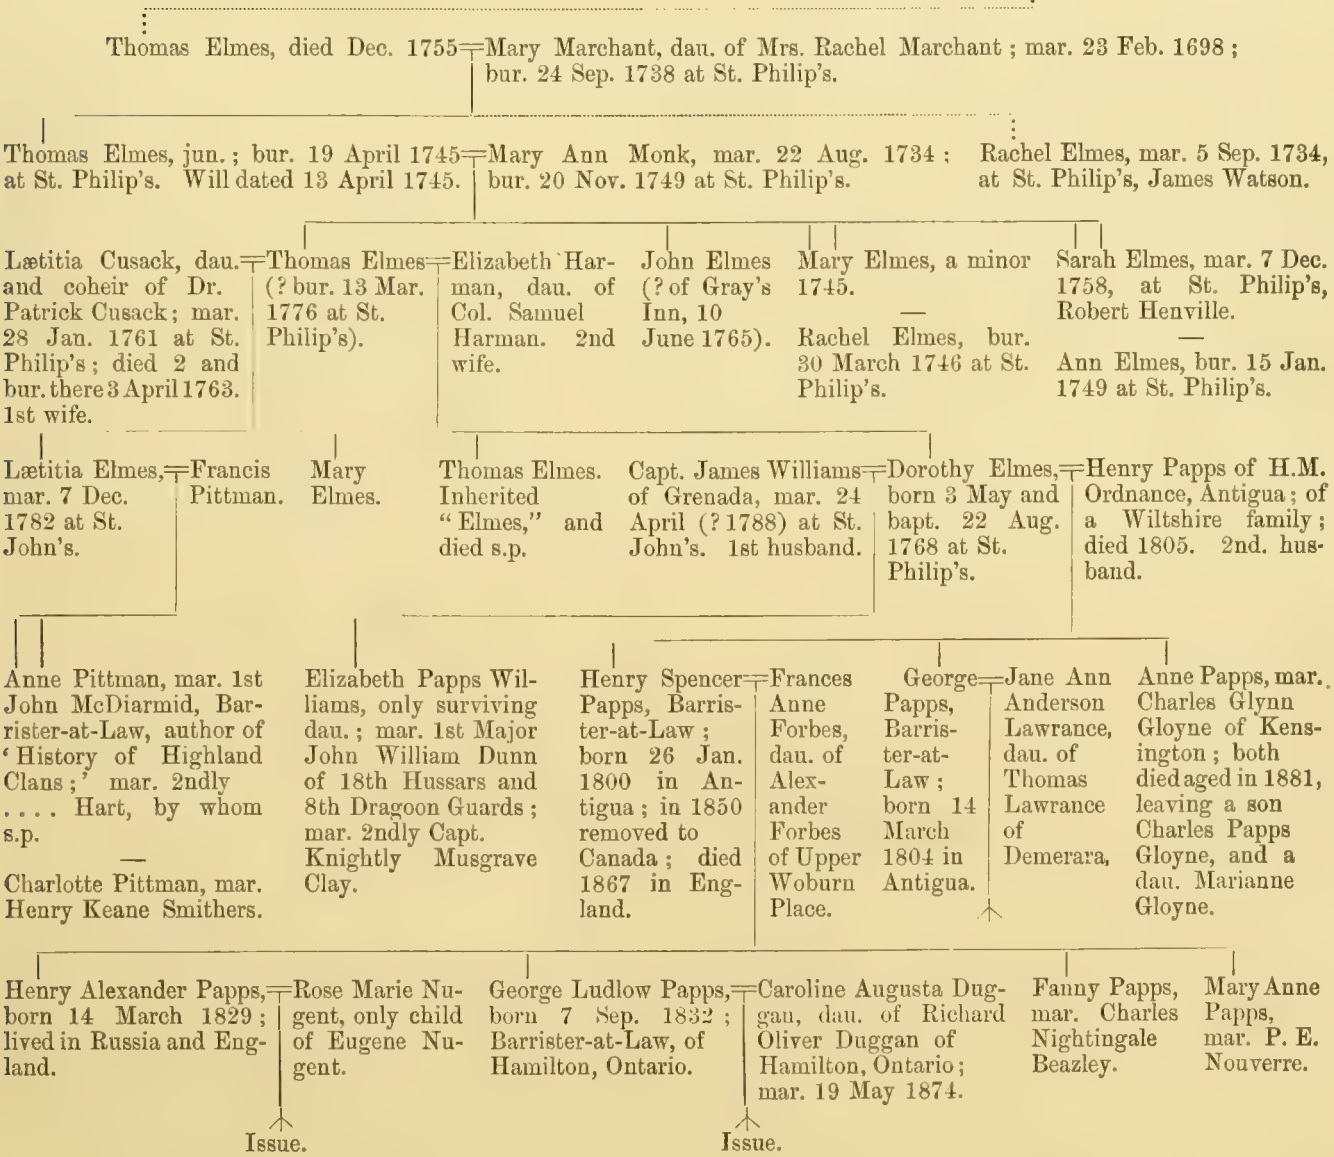 Thomas Elmes, died Dec. 1755
Mary Marchant, dau. of Mrs. Rachel Marchant ; mar. 23 Feb. 1698 ;
bur. 24 Sep. 1738 at St. Philip's.
Thomas Elmes, jun. ; bur. 19 April 1745
at St. Philip's. Will dated 13 April 1745.
Mary Ann Monk, mar. 22 Aug. 1734 ;
bur. 20 Nov. 1749 at St. Philip's.
Rachel Elmes, mar. 5 Sep. 1734,
at St. Philip's, James Watson.
Lætitia Cusack, dau.
and coheir of Dr.
Patrick Cusack ; mar.
28 Jan. 1761 at St.
Philip's ; died 2 and
bur. there 3 April 1763.
1st wife.
Thomas Elmes
(? bur. 13 Mar.
1776 at St.
Philip's).
Elizabeth Har-
man, dau. of
Col. Samuel
Harman. 2nd
wife.
John Elmes
(? of Gray's
Inn, 10
June 1765).
Mary Elmes, a minor
1745.
—
Rachel Elmes, bur.
30 March 1746 at St.
Philip's.
Sarah Elmes, mar. 7 Dec.
1758, at St. Philip's,
Robert Henville.
—
Ann Elmes, bur. 15 Jan.
1749 at St. Philip's.
Lætitia Elmes,
mar. 7 Dec.
1782 at St.
John's.
Francis
Pittman.
Mary
Elmes.
Thomas Elmes.
Inherited
" Elmes," and
died s.p.
Capt. James Williams
of Grenada, mar. 24
April (? 1788) at St.
John's. 1st husband.
Dorothy Elmes,
born 3 May and
bapt. 22 Aug.
1768 at St.
Philip's.
Henry Papps of H.M.
Ordnance, Antigua ; of
a Wiltshire family ;
died 1805. 2nd. hus-
band.
Anne Pittman, mar. 1st
John McDiarmid, Bar-
rister-at-Law, author of
' History of Highland
Clans ; ' mar. 2ndly
.... Hart, by whom
s.p.
—
Charlotte Pittman, mar.
Henry Keane Smithers.
Elizabeth Papps Wil-
liams, only surviving
dau. ; mar. 1st Major
John William Dunn
of 18th Hussars and
8th Dragoon Guards ;
mar. 2ndly Capt.
Knightly Musgrave
Clay.
Henry Spencer
Papps, Barris-
ter-at-Law ;
born 26 Jan.
1800 in An-
tigua ; in 1850
removed to
Canada ; died
1867 in Eng-
land.
Frances
Anne
Forbes,
dau. of
Alex-
ander
Forbes
of Upper
Woburn
Place.
George
Papps,
Barris-
ter-at-
Law ;
born 14
March
1804 in
Antigua.
Jane Ann
Anderson
Lawrance,
dau. of
Thomas
Lawrance
of
Demerara,
Anne Papps, mar.
Charles Glynn
Gloyne of Kens-
ington ; both
died aged in 1881,
leaving a son
Charles Papps
Gloyne, and a
dau. Marianne
Gloyne.
Henry Alexander Papps,
born 14 March 1829 ;
lived in Russia and Eng-
land.
Rose Marie Nu-
gent, only child
of Eugene Nu-
gent.
George Ludlow Papps,
born 7 Sep. 1832 ;
Barrister-at-Law, of
Hamilton, Ontario.
Caroline Augusta Dug-
gan, dau. of Richard
Oliver Duggan of
Hamilton, Ontario ;
mar. 19 May 1874.
Fanny Papps,
mar. Charles
Nightingale
Beazley.
Mary Anne
Papps,
mar. P. E.
Nouverre.
Issue.
Issue.